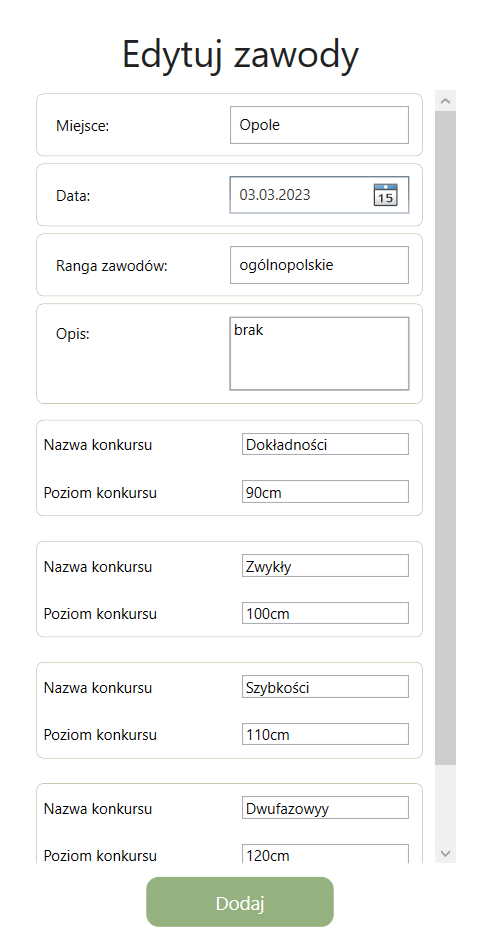 Edytuj zawody
Miejsce: Opole
Data: 03.03.2023 15
Ranga zawodów: ogólnopolskie
Opis: brak
Nazwa konkursu Dokładności
Poziom konkursu 90cm
Nazwa konkursu Zwykły
Poziom konkursu 100cm
Nazwa konkursu Szybkości
Poziom konkursu 110cm
Nazwa konkursu Dwufazowyy
Poziom konkursu 120cm
Dodaj